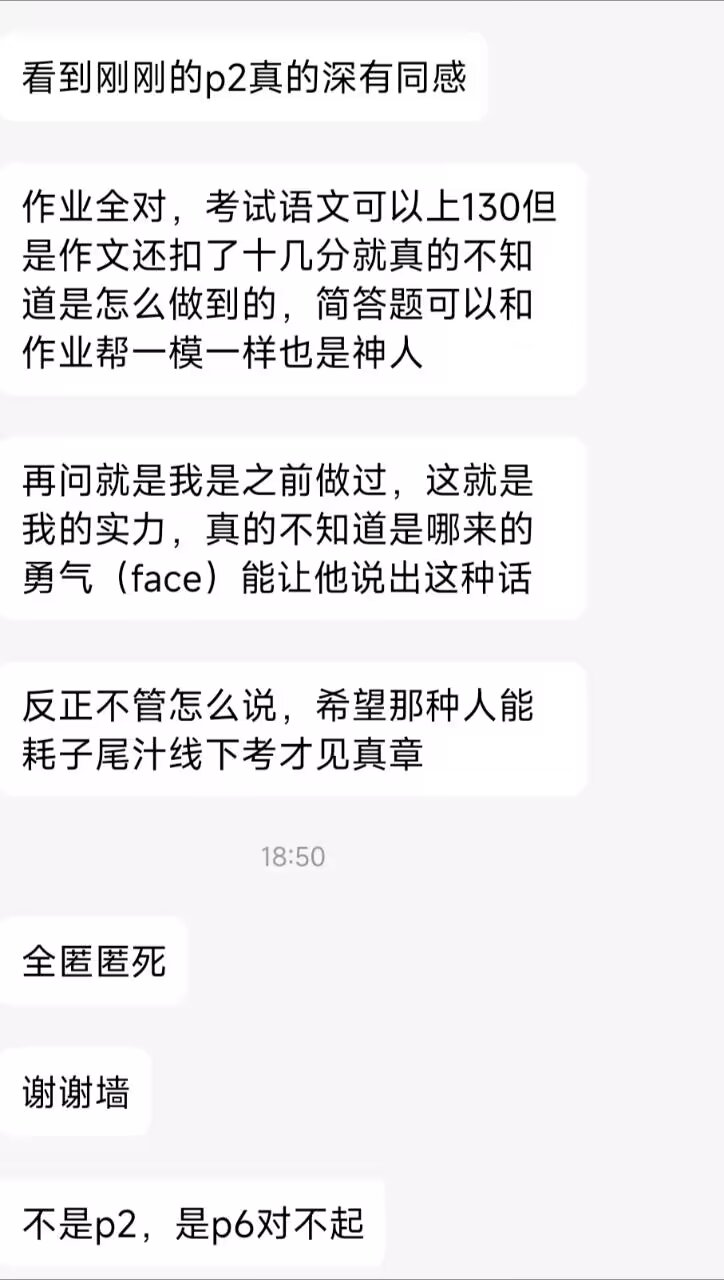 看到刚刚的p2真的深有同感
作业全对，考试语文可以上130但
是作文还扣了十几分就真的不知
道是怎么做到的，简答题可以和
作业帮一模一样也是神人
再问就是我是之前做过，这就是
我的实力，真的不知道是哪来的
勇气（face）能让他说出这种话
反正不管怎么说，希望那种人能
耗子尾汁线下考才见真章
18:50
全匿匿死
谢谢墙
不是p2，是p6对不起